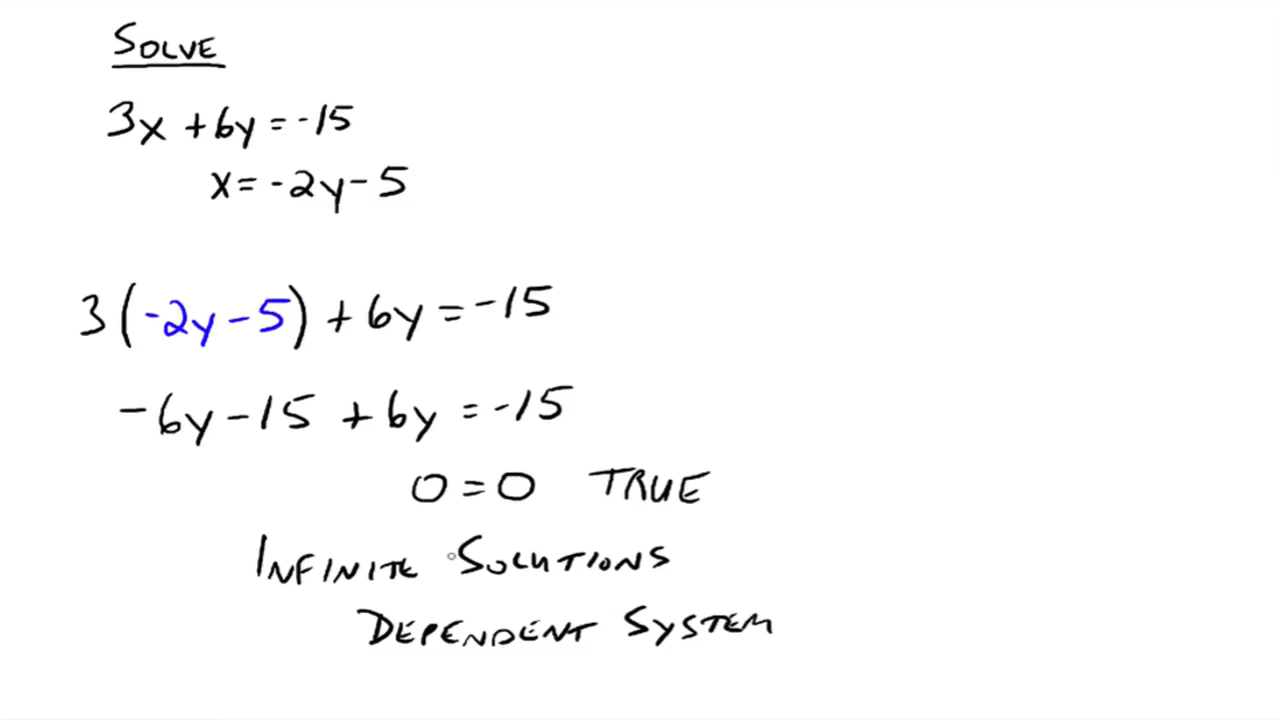 SOLVE
3x + 6y = -15
x = -2y - 5
3(-2y - 5) + 6y = -15
-6y - 15 + 6y = -15
0 = 0 TRUE
INFINITE SOLUTIONS
DEPENDENT SYSTEM